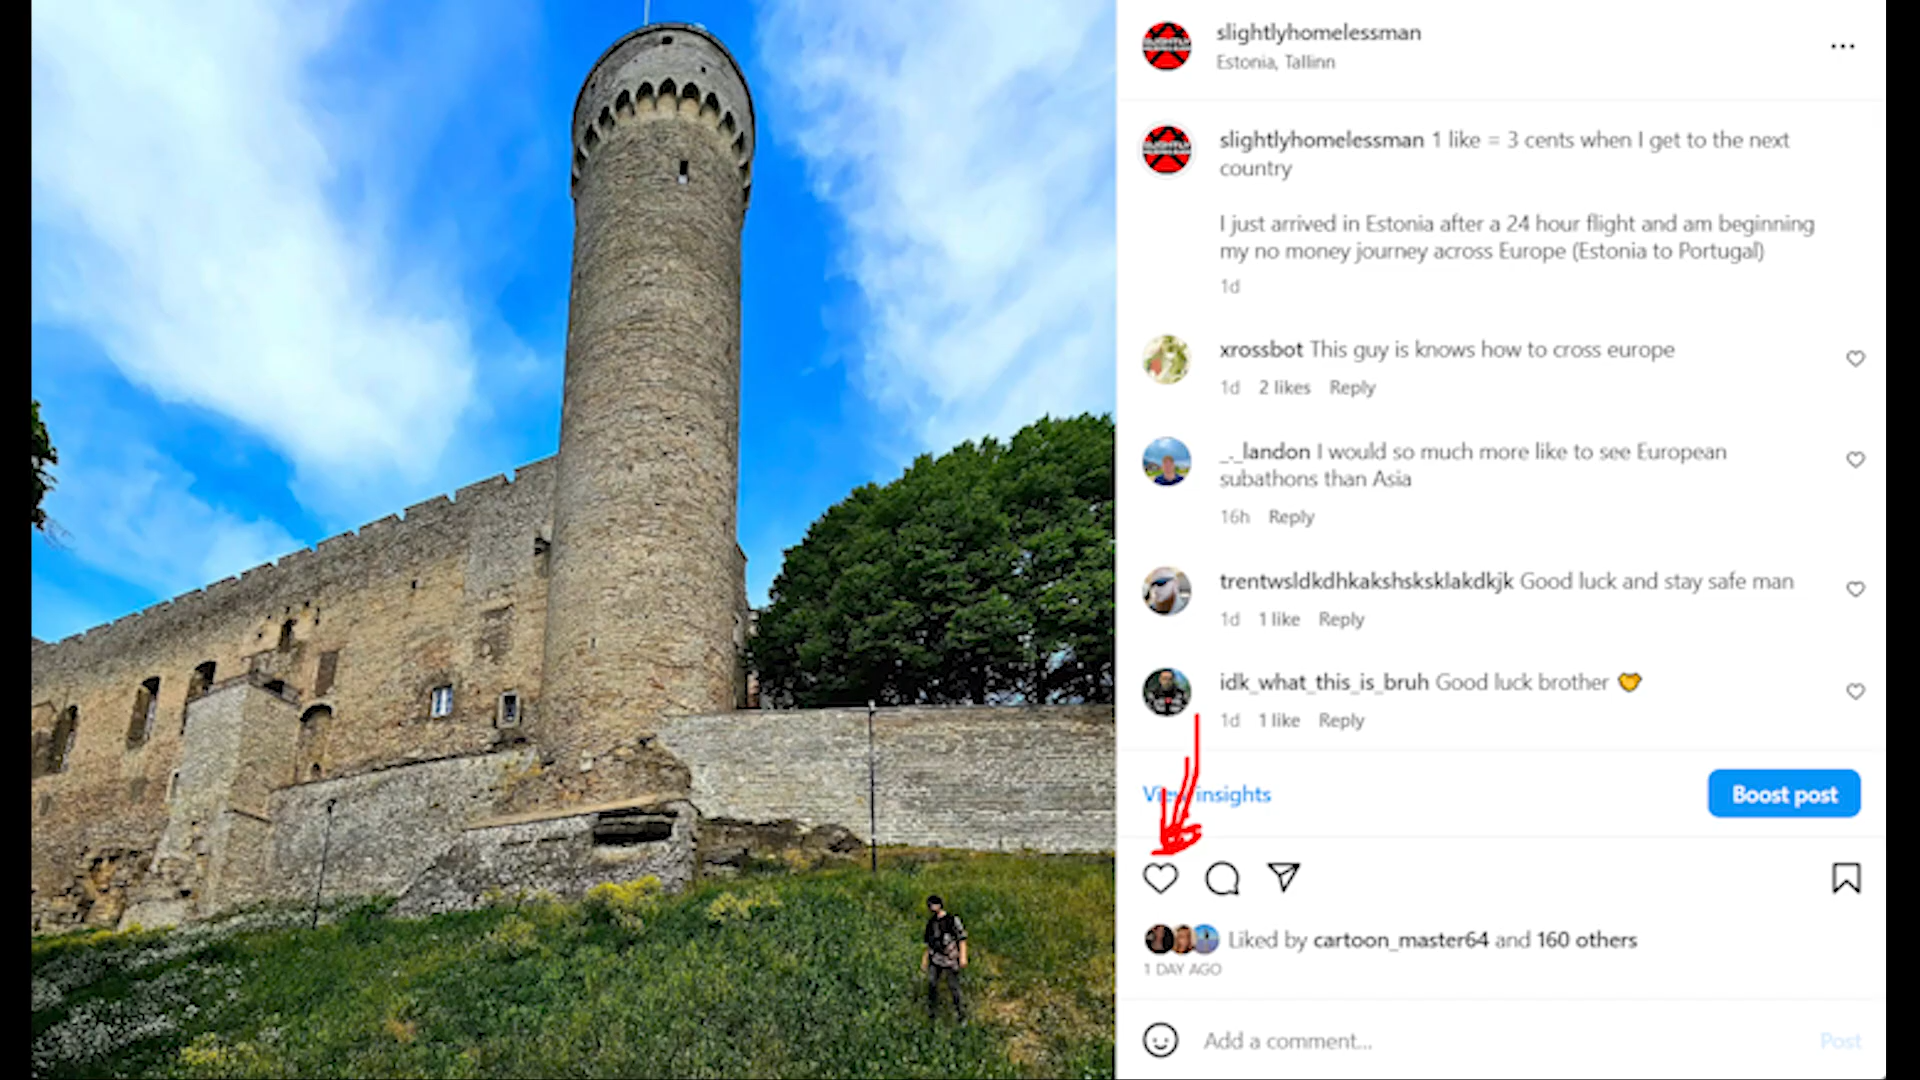 slightlyhomelessman
Estonia, Tallinn
slightlyhomelessman 1 like = 3 cents when I get to the next
country
I just arrived in Estonia after a 24 hour flight and am beginning
my no money journey across Europe (Estonia to Portugal)
1d
xrossbot This guy is knows how to cross europe
1d 2 likes Reply
_._landon I would so much more like to see European
subathons than Asia
16h Reply
trentwsldkdhkakshsksklakdkjk Good luck and stay safe man
1d 1 like Reply
idk_what_this_is_bruh Good luck brother
1d 1 like Reply
View insights
Boost post
Liked by cartoon_master64 and 160 others
1 DAY AGO
Add a comment...
Post